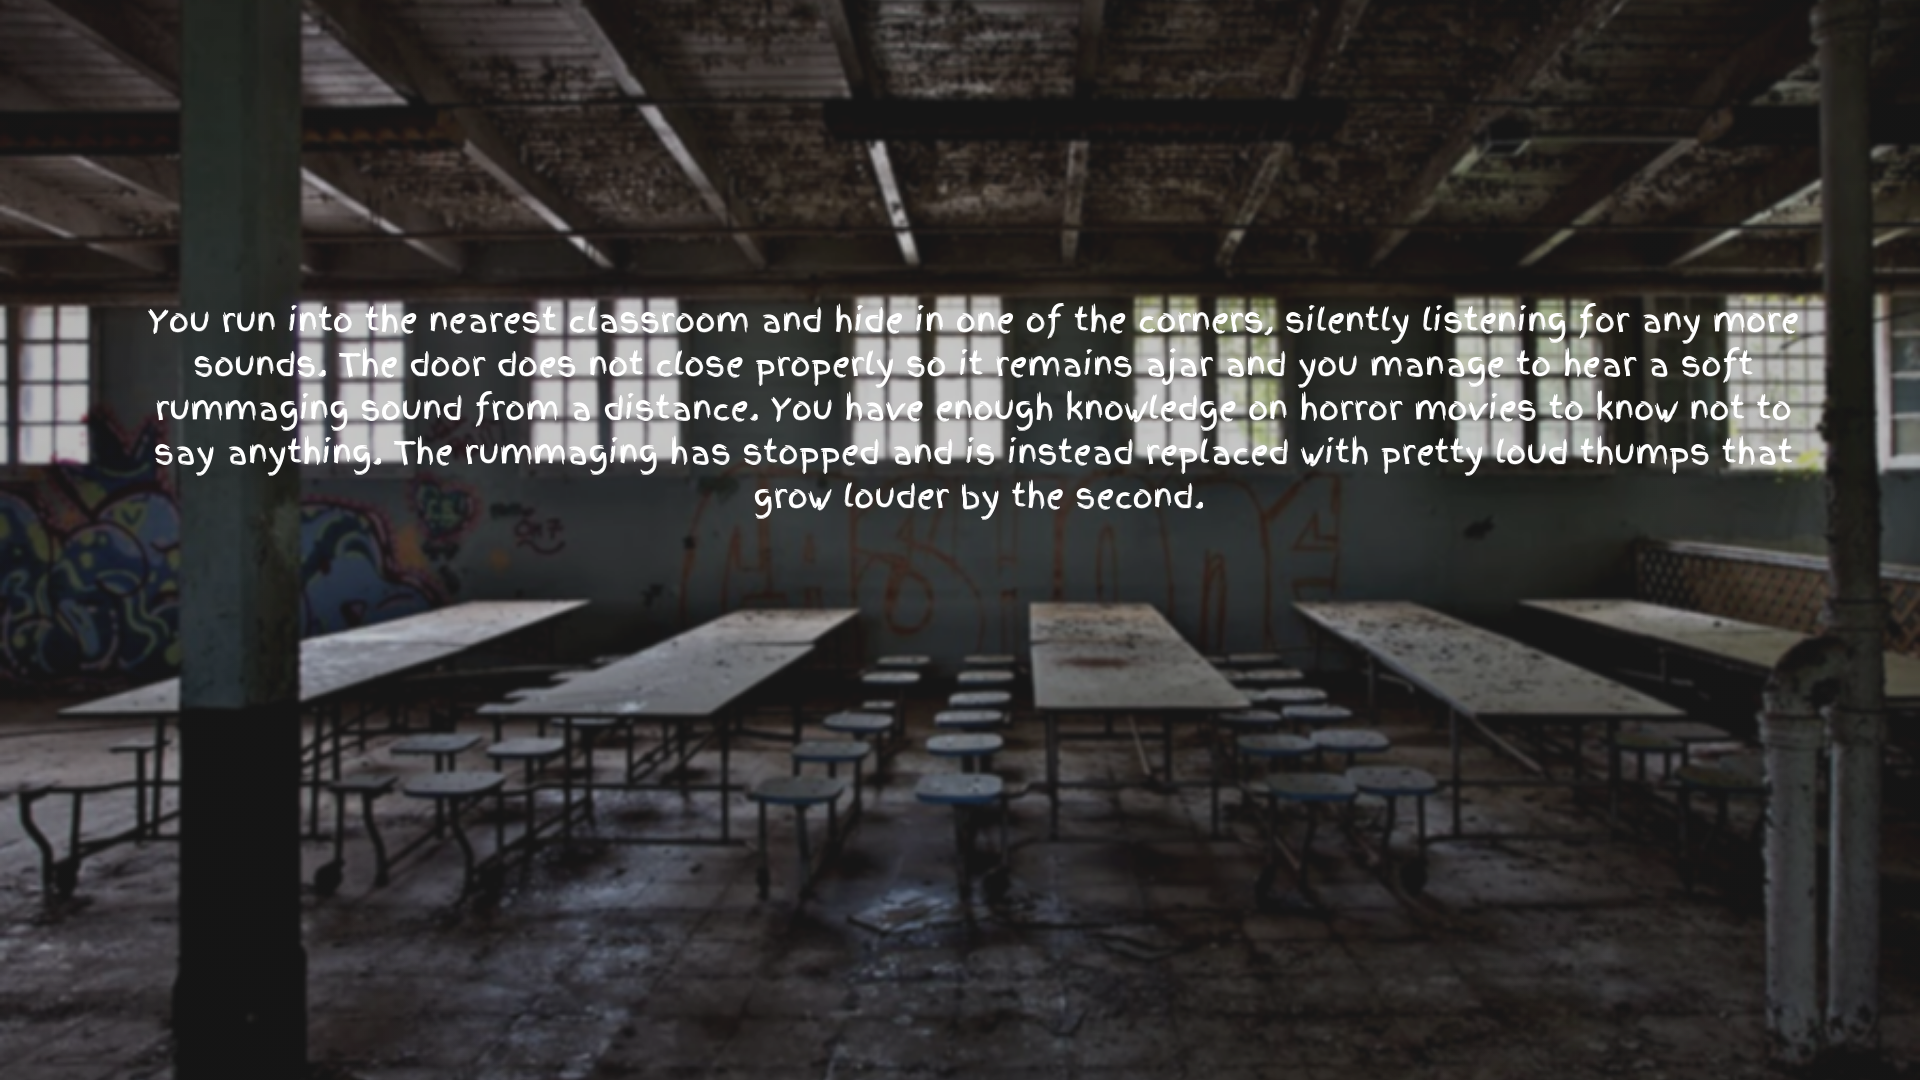 You run into the nearest classroom and hide in one of the corners, silently listening for any more
sounds. The door does not close properly so it remains ajar and you manage to hear a soft
rummaging sound from a distance. You have enough knowledge on horror movies to know not to
say anything. The rummaging has stopped and is instead replaced with pretty loud thumps that
grow louder by the second.